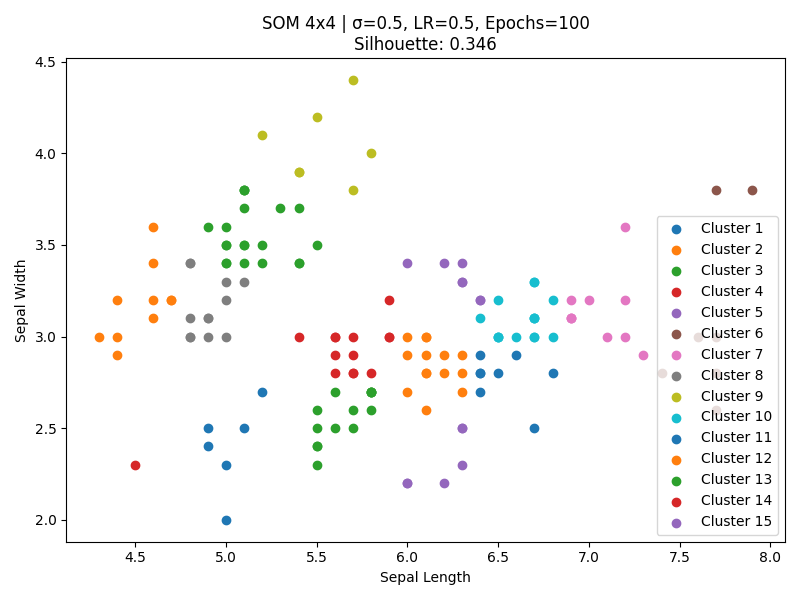 SOM 4x4 | σ=0.5, LR=0.5, Epochs=100
Silhouette: 0.346
Sepal Width
4.5
4.0
3.5
3.0
2.5
2.0
Cluster 1
Cluster 2
Cluster 3
Cluster 4
Cluster 5
Cluster 6
Cluster 7
Cluster 8
Cluster 9
Cluster 10
Cluster 11
Cluster 12
Cluster 13
Cluster 14
Cluster 15
4.5 5.0 5.5 6.0 6.5 7.0 7.5 8.0
Sepal Length